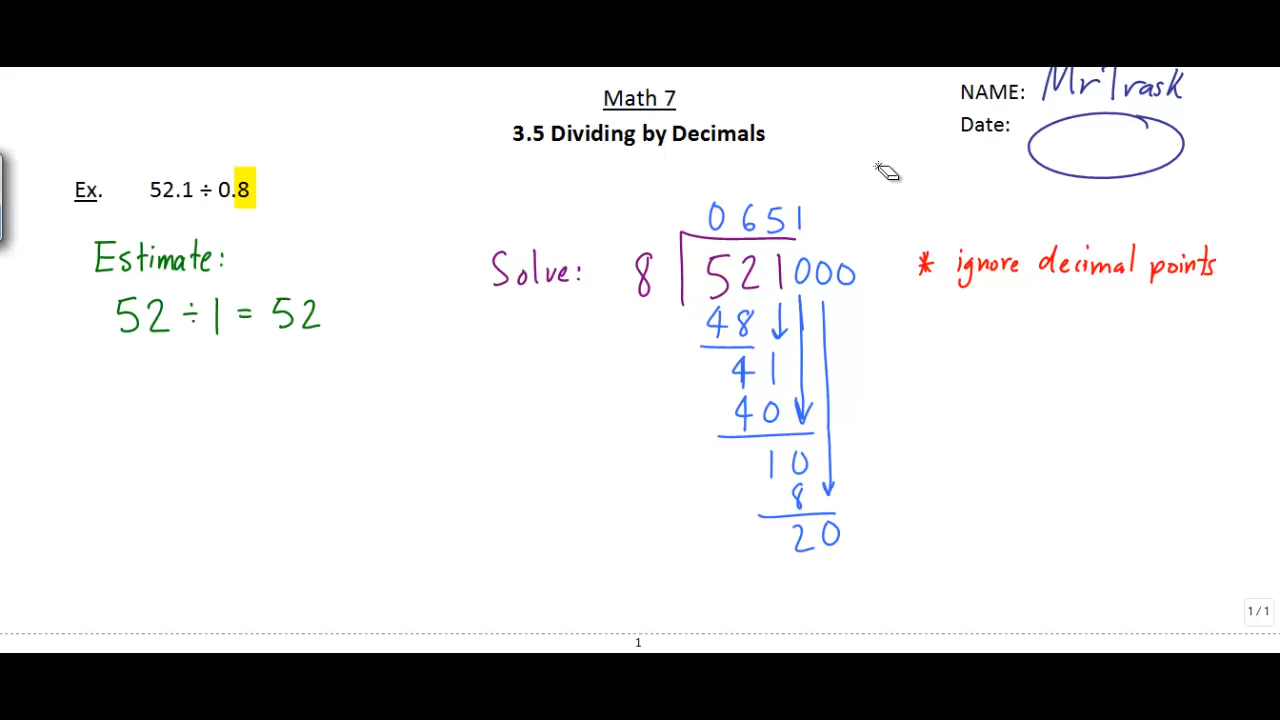 Math 7
NAME: Mr Trask
3.5 Dividing by Decimals
Date:
Ex. 52.1 ÷ 0.8
Estimate:
52 ÷ 1 = 52
0651
Solve: 8 521000
* ignore decimal points
48
41
40
10
8
20
1/1
1